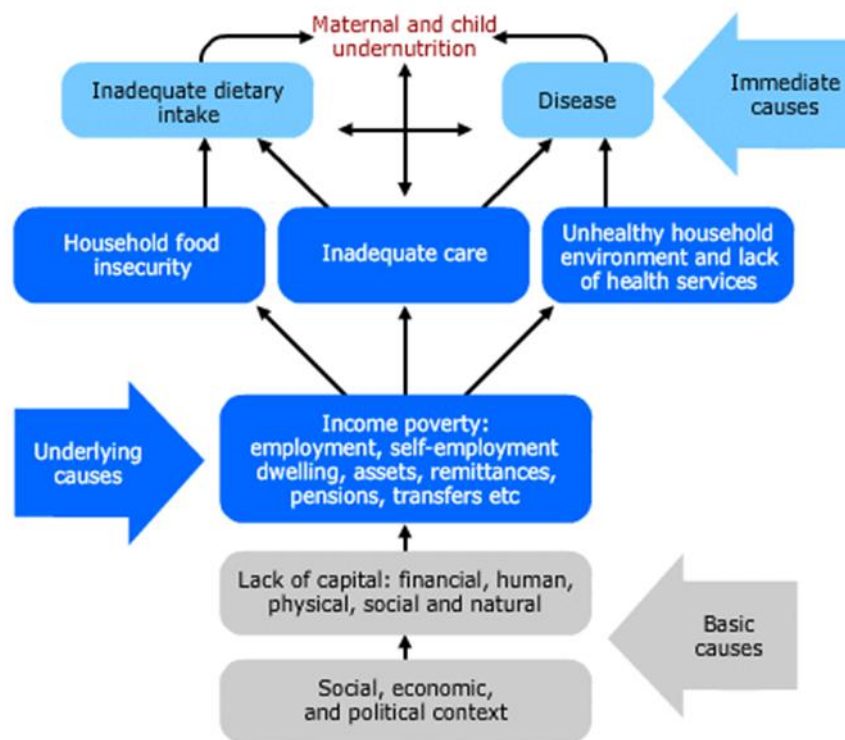 Maternal and child
undernutrition
Inadequate dietary
intake
Disease
Immediate
causes
Household food
insecurity
Inadequate care
Unhealthy household
environment and lack
of health services
Underlying
causes
Income poverty:
employment, self-employment
dwelling, assets, remittances,
pensions, transfers etc
Lack of capital: financial, human,
physical, social and natural
Basic
causes
Social, economic,
and political context